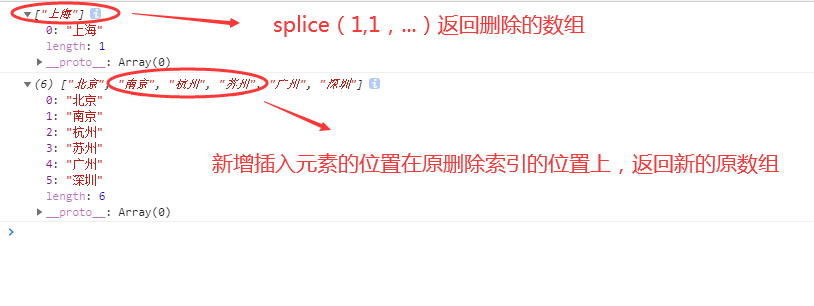 ▼["上海"] i
splice（1,1，...）返回删除的数组
0: "上海"
length: 1
▶__proto__: Array(0)
▼(6) ["北京", "南京", "杭州", "苏州", "广州", "深圳"] i
0: "北京"
1: "南京"
2: "杭州"
3: "苏州"
新增插入元素的位置在原删除索引的位置上，返回新的原数组
4: "广州"
5: "深圳"
length: 6
▶__proto__: Array(0)
>